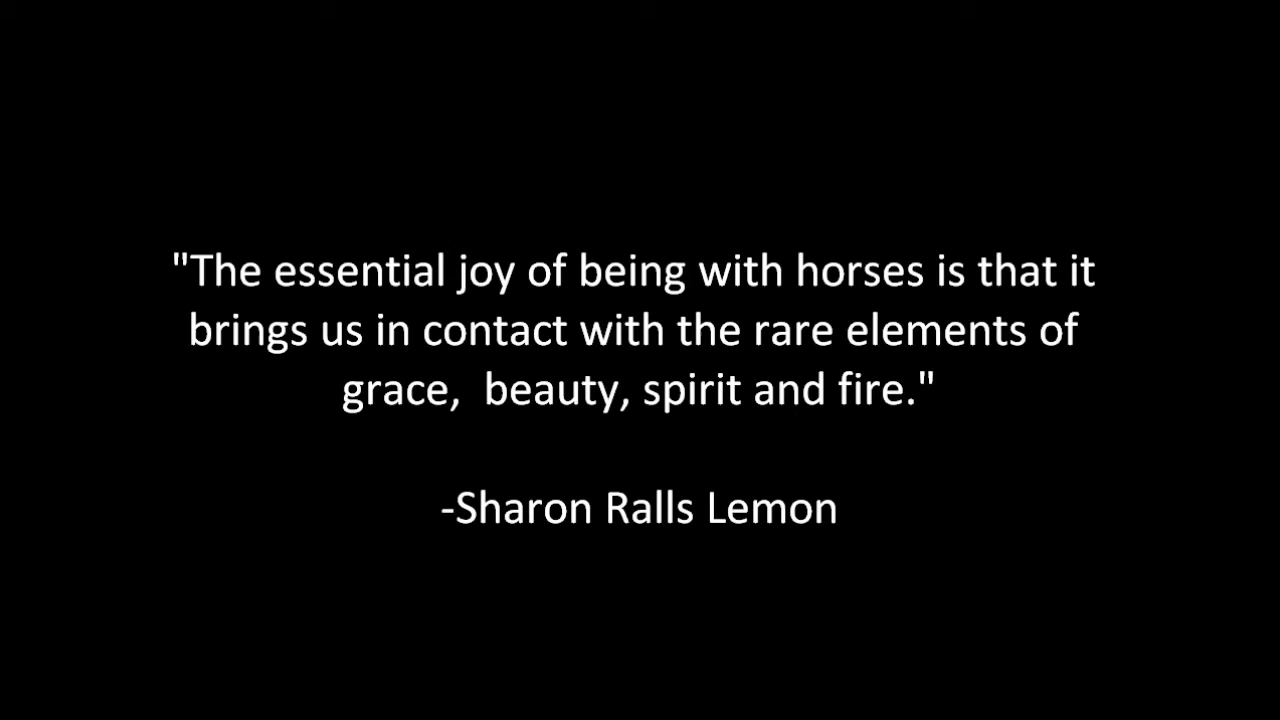 "The essential joy of being with horses is that it
brings us in contact with the rare elements of
grace,  beauty, spirit and fire."
-Sharon Ralls Lemon